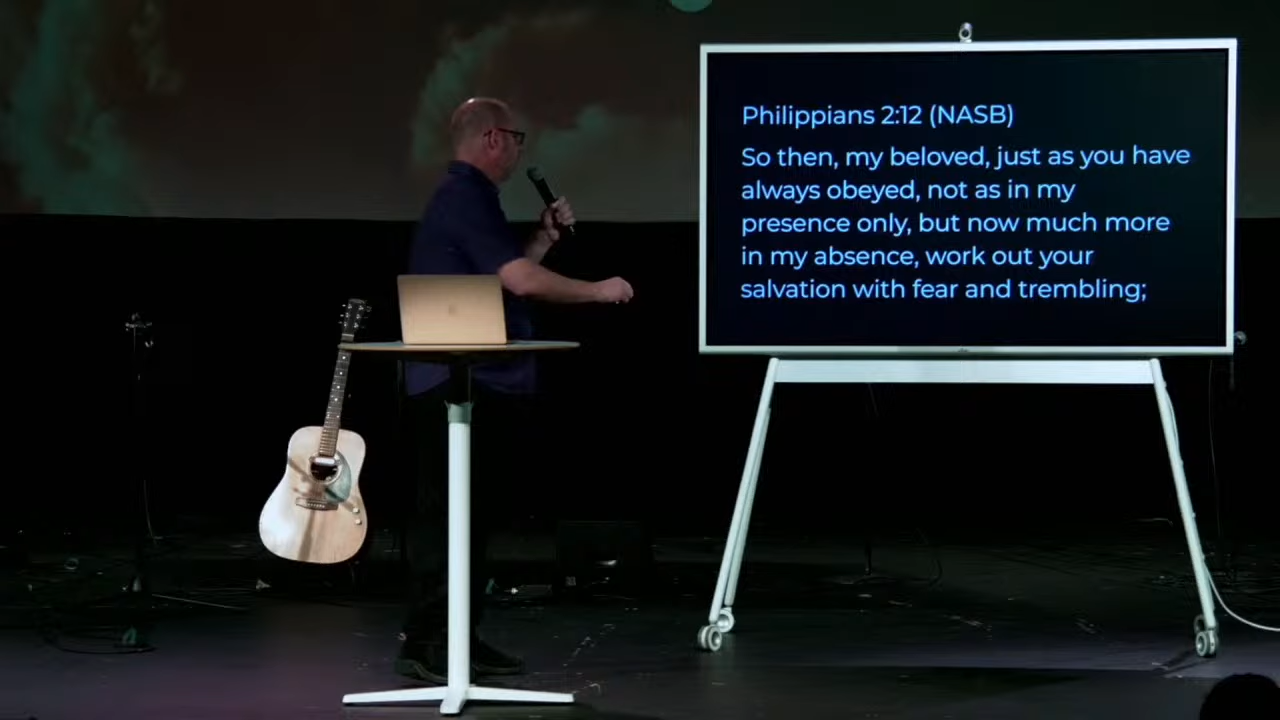 Philippians 2:12 (NASB)
So then, my beloved, just as you have
always obeyed, not as in my
presence only, but now much more
in my absence, work out your
salvation with fear and trembling;